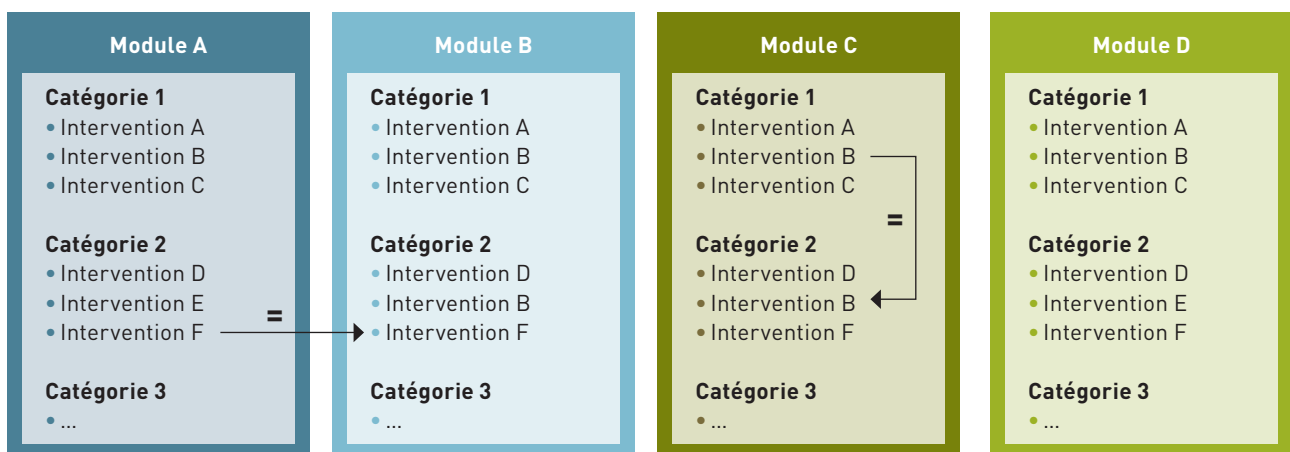 Module A
Catégorie 1
• Intervention A
• Intervention B
• Intervention C
Catégorie 2
• Intervention D
• Intervention E
• Intervention F
=
Catégorie 3
• ...
Module B
Catégorie 1
• Intervention A
• Intervention B
• Intervention C
Catégorie 2
• Intervention D
• Intervention B
• Intervention F
Catégorie 3
• ...
Module C
Catégorie 1
• Intervention A
• Intervention B
• Intervention C
=
Catégorie 2
• Intervention D
• Intervention B
• Intervention F
Catégorie 3
• ...
Module D
Catégorie 1
• Intervention A
• Intervention B
• Intervention C
Catégorie 2
• Intervention D
• Intervention E
• Intervention F
Catégorie 3
• ...